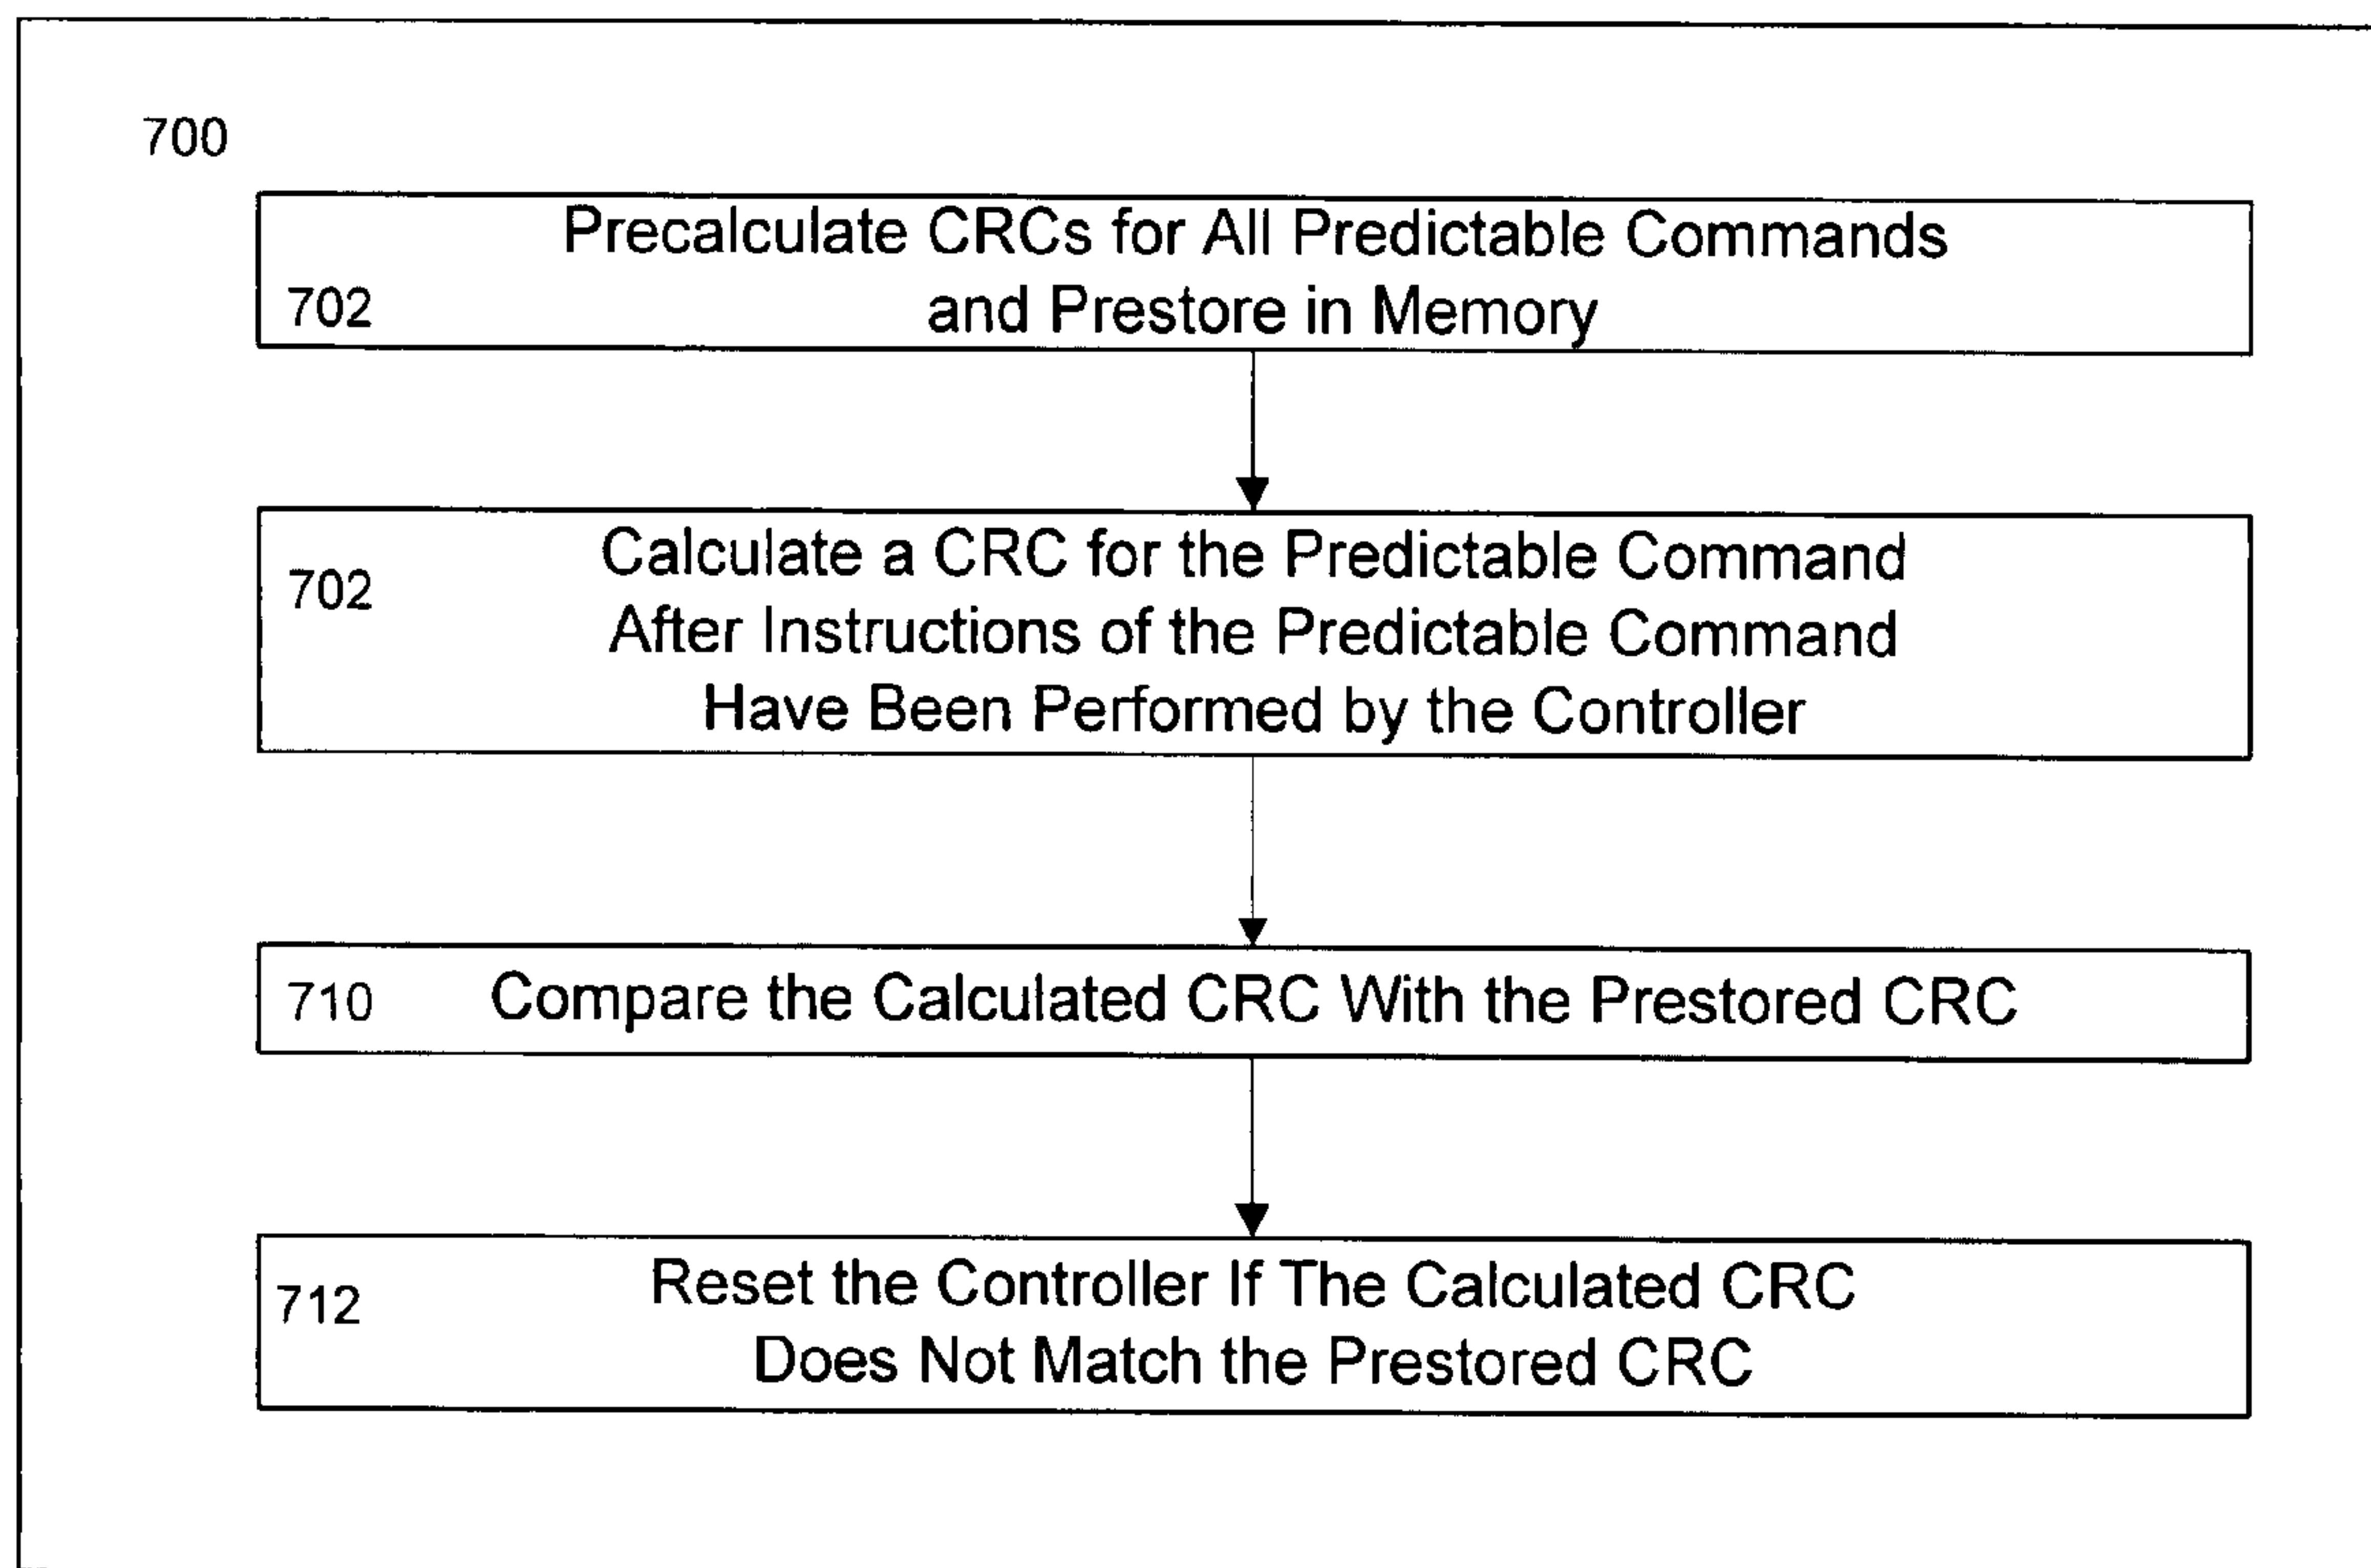 700
Precalculate CRCs for All Predictable Commands
702 and Prestore in Memory
Calculate a CRC for the Predictable Command
702
After Instructions of the Predictable Command
Have Been Performed by the Controller
710 Compare the Calculated CRC With the Prestored CRC
Reset the Controller If The Calculated CRC
712
Does Not Match the Prestored CRC